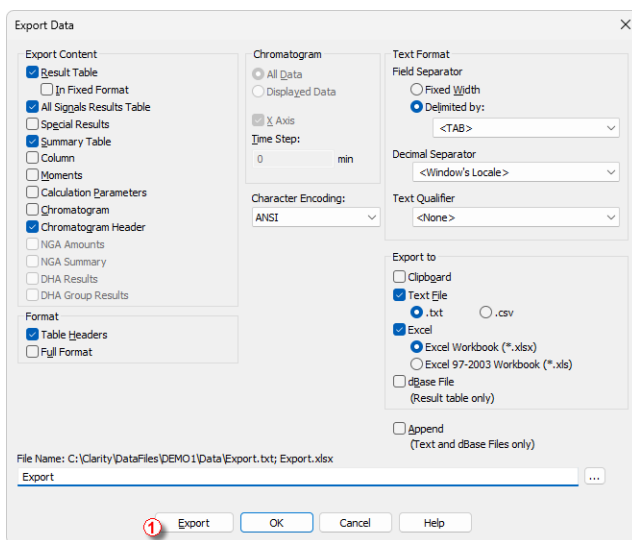 Export Data
Export Content
Result Table
In Fixed Format
All Signals Results Table
Special Results
Summary Table
Column
Moments
Calculation Parameters
Chromatogram
Chromatogram Header
NGA Amounts
NGA Summary
DHA Results
DHA Group Results
Format
Table Headers
Full Format
Chromatogram
All Data
Displayed Data
X Axis
Time Step:
0 min
Character Encoding:
ANSI
Text Format
Field Separator
Fixed Width
Delimited by:
<TAB>
Decimal Separator
<Window's Locale>
Text Qualifier
<None>
Export to
Clipboard
Text File
.txt .csv
Excel
Excel Workbook (*.xlsx)
Excel 97-2003 Workbook (*.xls)
dBase File
(Result table only)
Append
(Text and dBase Files only)
File Name: C:\Clarity\DataFiles\DEMO1\Data\Export.txt; Export.xlsx
Export
...
1 Export OK Cancel Help